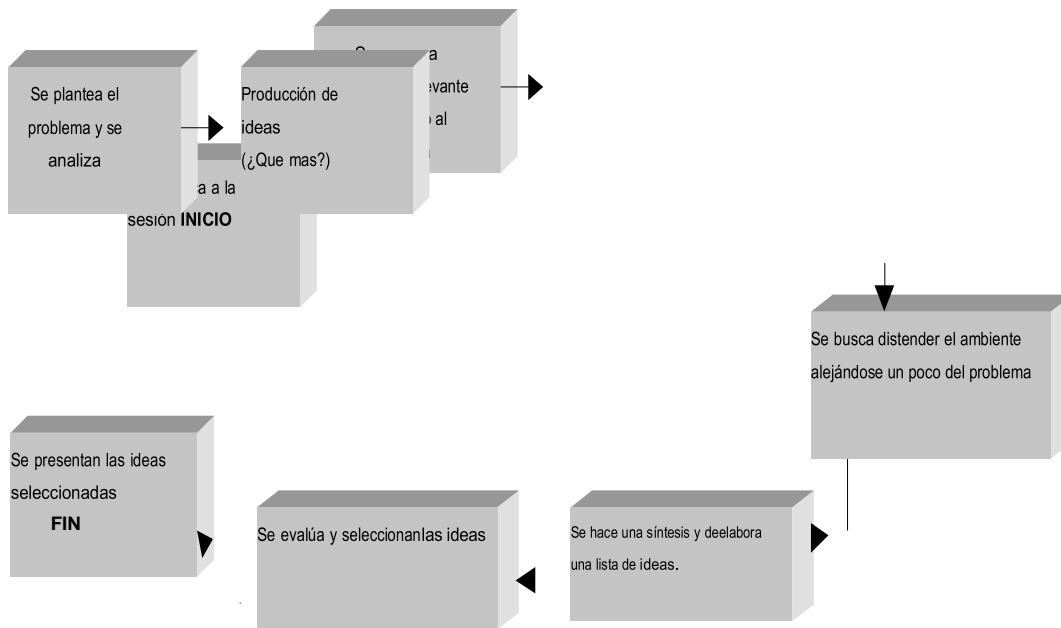 Se plantea el
problema y se
analiza
Producción de
ideas
(¿Que mas?)
al
a la
sesión INICIO
Se busca distender el ambiente
alejándose un poco del problema
Se presentan las ideas
seleccionadas
FIN
Se evalúa y seleccionanlas ideas
Se hace una síntesis y deelabora
una lista de ideas.